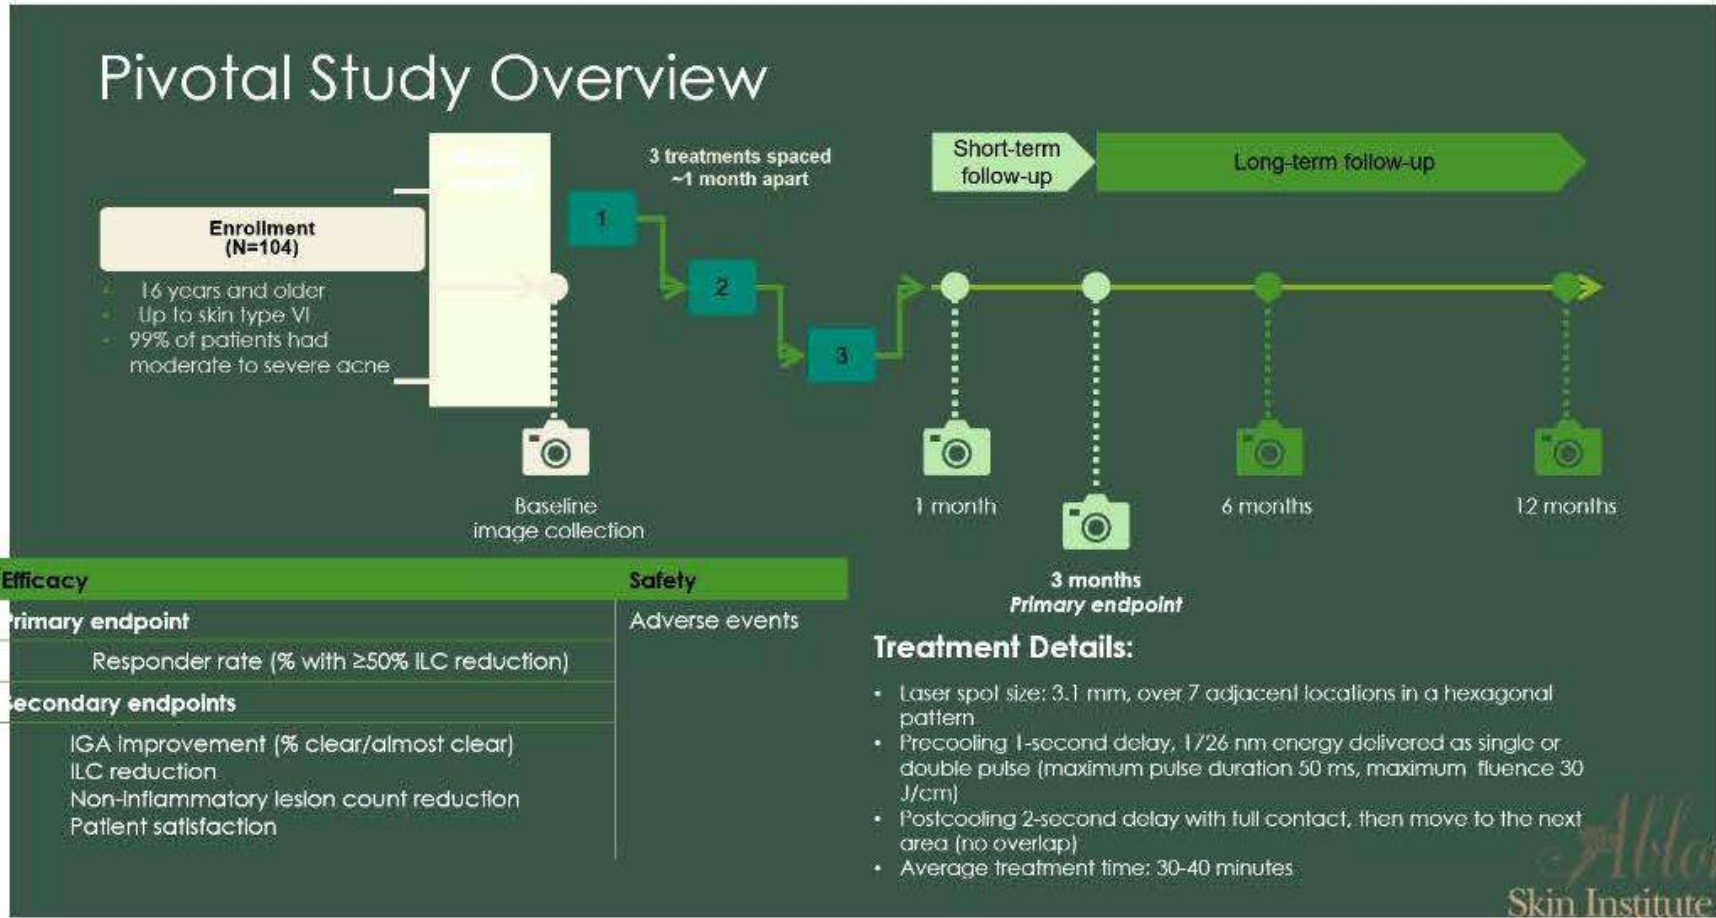 Pivotal Study Overview
3 treatments spaced
~1 month apart
Short-term
follow-up
Long-term follow-up
Enrollment
(N=104)
16 years and older
Up to skin type VI
99% of patients had
moderate to severe acne
1
2
3
Baseline
image collection
1 month
3 months
Primary endpoint
6 months
12 months
Efficacy
Safety
Primary endpoint
Adverse events
Responder rate (% with ≥50% ILC reduction)
Secondary endpoints
IGA improvement (% clear/almost clear)
ILC reduction
Non-inflammatory lesion count reduction
Patient satisfaction
Treatment Details:
• Laser spot size: 3.1 mm, over 7 adjacent locations in a hexagonal
pattern
• Precooling 1-second delay, 1726 nm energy delivered as single or
double pulse (maximum pulse duration 50 ms, maximum fluence 30
J/cm)
• Postcooling 2-second delay with full contact, then move to the next
area (no overlap)
• Average treatment time: 30-40 minutes
Skin Institute